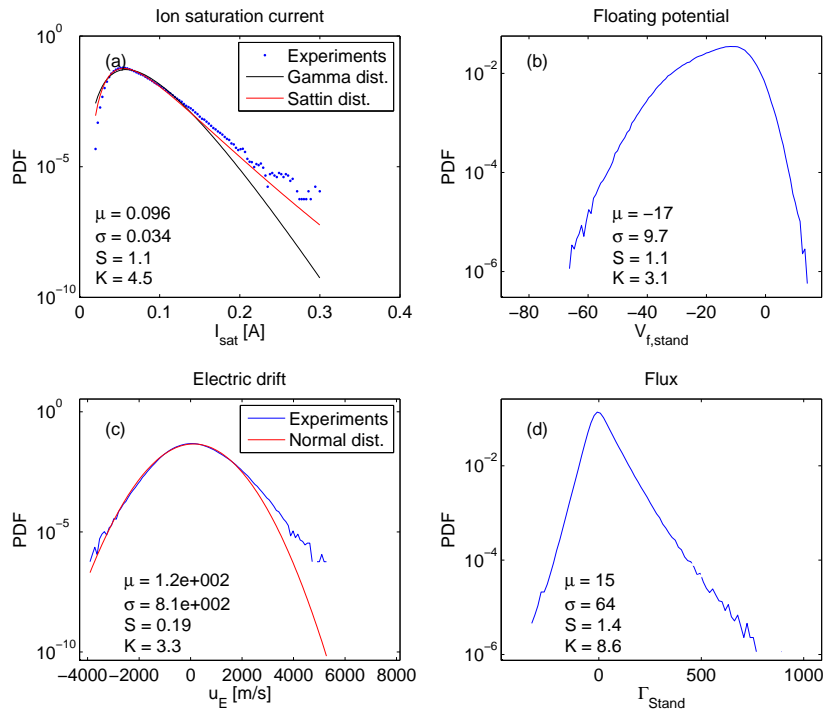 Ion saturation current
10^0
(a)
Experiments
Gamma dist.
Sattin dist.
PDF
10^−5
μ = 0.096
σ = 0.034
S = 1.1
K = 4.5
10^−10
0 0.1 0.2 0.3 0.4
I_sat [A]
Floating potential
(b)
10^−2
PDF
10^−4
μ = −17
σ = 9.7
S = 1.1
K = 3.1
10^−6
−80 −60 −40 −20 0
V_f,stand
Electric drift
10^0
(c)
Experiments
Normal dist.
PDF
10^−5
μ = 1.2e+002
σ = 8.1e+002
S = 0.19
K = 3.3
10^−10
−4000 −2000 0 2000 4000 6000 8000
u_E [m/s]
Flux
(d)
10^−2
PDF
10^−4
μ = 15
σ = 64
S = 1.4
K = 8.6
10^−6
0 500 1000
Γ_Stand